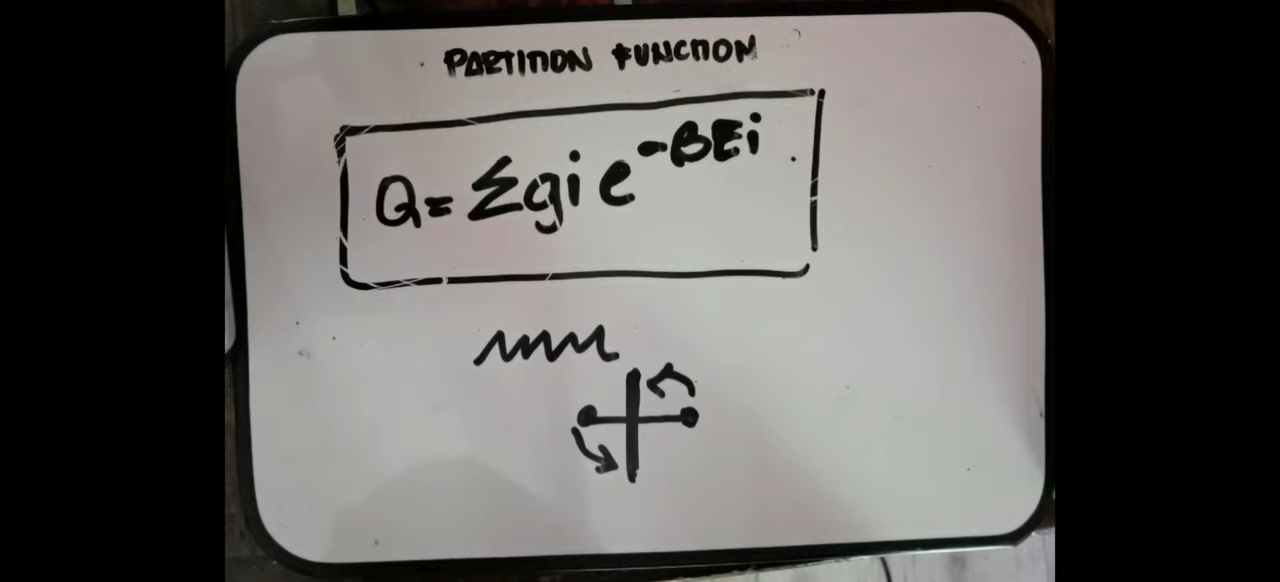 PARTITION FUNCTION
Q = Σgi e^-βEi